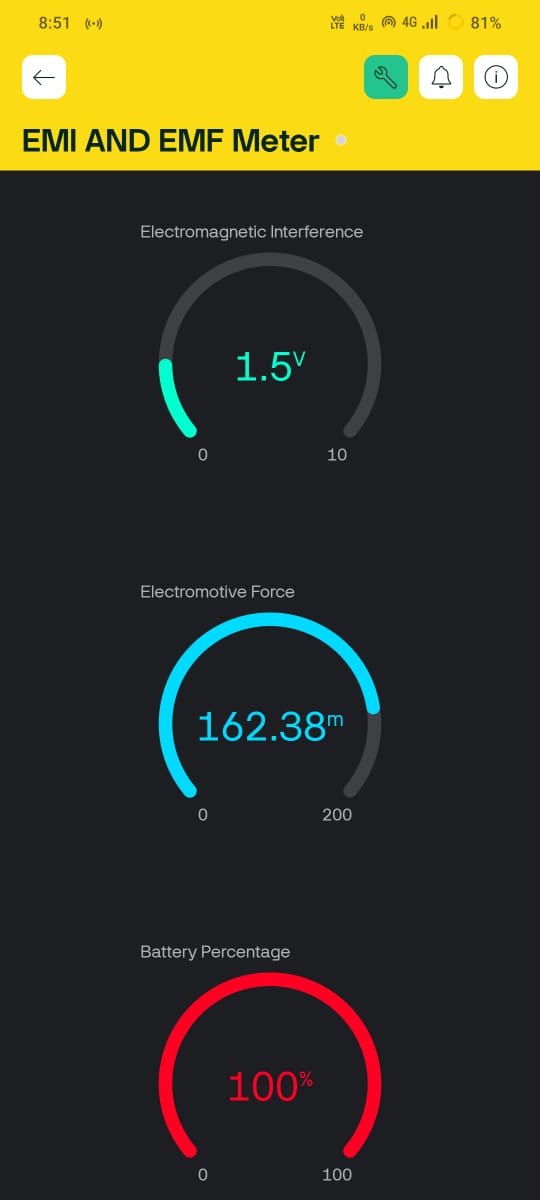 8:51 Vo) LTE 0 KB/s 4G 81%
EMI AND EMF Meter
Electromagnetic Interference
1.5V
0 10
Electromotive Force
162.38m
0 200
Battery Percentage
100%
0 100